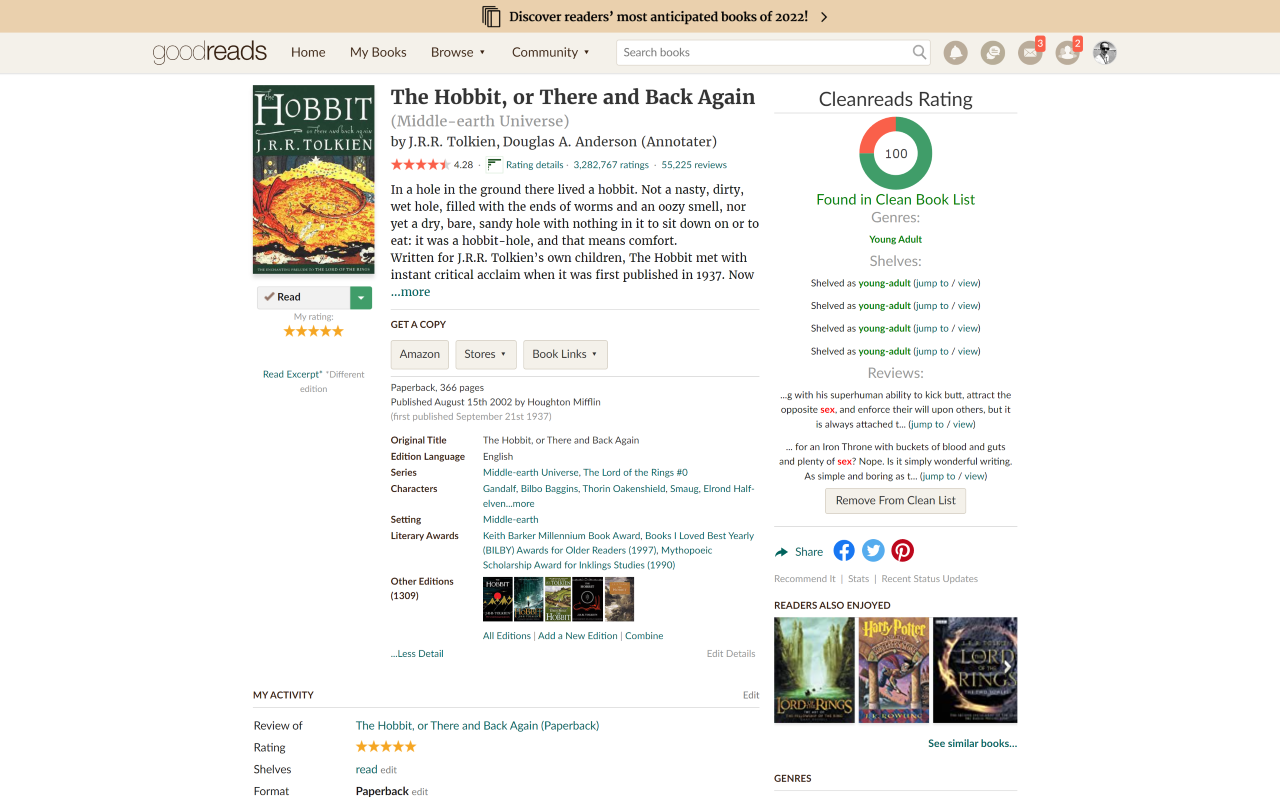 Discover readers’ most anticipated books of 2022!
goodreads
Home
My Books
Browse ▾
Community ▾
Search books
3
2
The Hobbit
or There and Back Again
J.R.R. TOLKIEN
THE ENCHANTING PRELUDE TO THE LORD OF THE RINGS
Read
My rating:
Read Excerpt* *Different
edition
The Hobbit, or There and Back Again
(Middle-earth Universe)
by J.R.R. Tolkien, Douglas A. Anderson (Annotater)
4.28 · Rating details · 3,282,767 ratings · 55,225 reviews
In a hole in the ground there lived a hobbit. Not a nasty, dirty,
wet hole, filled with the ends of worms and an oozy smell, nor
yet a dry, bare, sandy hole with nothing in it to sit down on or to
eat: it was a hobbit-hole, and that means comfort.
Written for J.R.R. Tolkien’s own children, The Hobbit met with
instant critical acclaim when it was first published in 1937. Now
...more
GET A COPY
Amazon
Stores ▾
Book Links ▾
Paperback, 366 pages
Published August 15th 2002 by Houghton Mifflin
(first published September 21st 1937)
Original Title The Hobbit, or There and Back Again
Edition Language English
Series Middle-earth Universe, The Lord of the Rings #0
Characters Gandalf, Bilbo Baggins, Thorin Oakenshield, Smaug, Elrond Half-
elven...more
Setting Middle-earth
Literary Awards Keith Barker Millennium Book Award, Books I Loved Best Yearly
(BILBY) Awards for Older Readers (1997), Mythopoeic
Scholarship Award for Inklings Studies (1990)
Other Editions
(1309)
HOBBIT
HOBBIT
HOBBIT
All Editions | Add a New Edition | Combine
...Less Detail
Edit Details
MY ACTIVITY
Edit
Review of The Hobbit, or There and Back Again (Paperback)
Rating
Shelves read edit
Format Paperback edit
Cleanreads Rating
100
Found in Clean Book List
Genres:
Young Adult
Shelves:
Shelved as young-adult (jump to / view)
Shelved as young-adult (jump to / view)
Shelved as young-adult (jump to / view)
Shelved as young-adult (jump to / view)
Reviews:
...g with his superhuman ability to kick butt, attract the
opposite sex, and enforce their will upon others, but it
is always attached t... (jump to / view)
... for an Iron Throne with buckets of blood and guts
and plenty of sex? Nope. Is it simply wonderful writing.
As simple and boring as t... (jump to / view)
Remove From Clean List
Share
Recommend It | Stats | Recent Status Updates
READERS ALSO ENJOYED
LORD OF THE RINGS
Harry Potter
J.K. ROWLING
BBC
LORD
OF THE
RINGS
See similar books...
GENRES